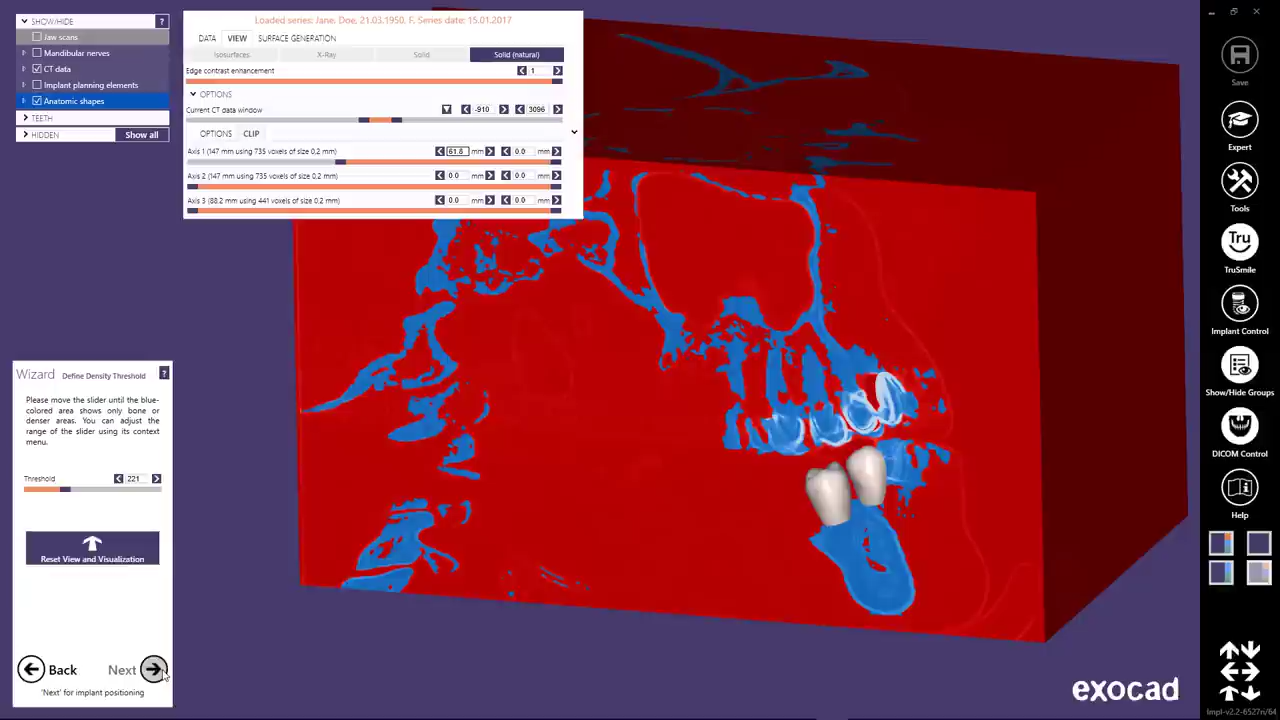 SHOW/HIDE ?
Jaw scans
Mandibular nerves
CT data
Implant planning elements
Anatomic shapes
TEETH
HIDDEN Show all
Loaded series: Jane, Doe, 21.03.1950, F, Series date: 15.01.2017
DATA VIEW SURFACE GENERATION
Isosurfaces X-Ray Solid Solid (natural)
Edge contrast enhancement 1
OPTIONS
Current CT data window -910 3096
OPTIONS CLIP
Axis 1 (147 mm using 735 voxels of size 0,2 mm) 61.8 mm 0.0 mm
Axis 2 (147 mm using 735 voxels of size 0,2 mm) 0.0 mm 0.0 mm
Axis 3 (88.2 mm using 441 voxels of size 0,2 mm) 0.0 mm 0.0 mm
Wizard Define Density Threshold ?
Please move the slider until the blue-
colored area shows only bone or
denser areas. You can adjust the
range of the slider using its context
menu.
Threshold 221
Reset View and Visualization
Back Next
'Next' for implant positioning
Save
Expert
Tools
Tru
TruSmile
Implant Control
Show/Hide Groups
DICOM Control
Help
exocad
Impl-v2.2-6527ri/64